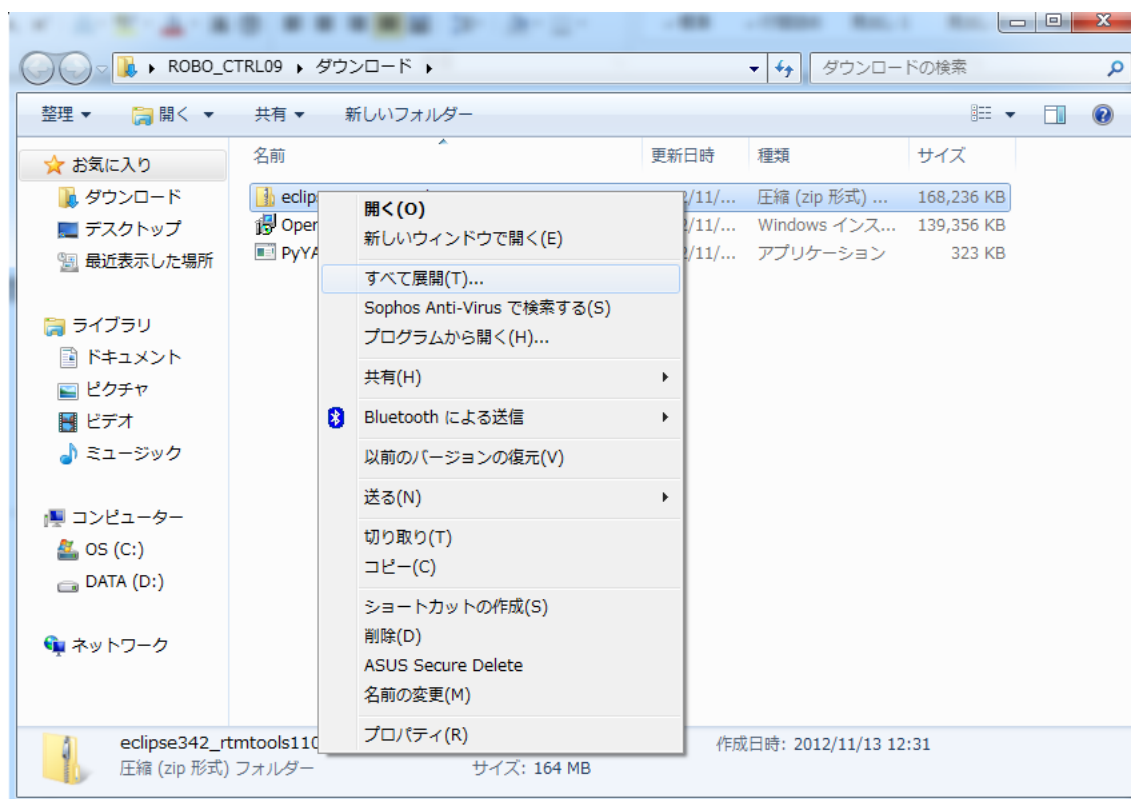 ROBO_CTRL09 ダウンロード
ダウンロードの検索
整理 開く 共有 新しいフォルダー
名前 更新日時 種類 サイズ
お気に入り
ダウンロード
デスクトップ
最近表示した場所
ライブラリ
ドキュメント
ピクチャ
ビデオ
ミュージック
コンピューター
OS (C:)
DATA (D:)
ネットワーク
eclip 2/11/... 圧縮 (zip 形式) ... 168,236 KB
Oper 2/11/... Windows インス... 139,356 KB
PyYA 2/11/... アプリケーション 323 KB
開く(O)
新しいウィンドウで開く(E)
すべて展開(T)...
Sophos Anti-Virus で検索する(S)
プログラムから開く(H)...
共有(H)
Bluetooth による送信
以前のバージョンの復元(V)
送る(N)
切り取り(T)
コピー(C)
ショートカットの作成(S)
削除(D)
ASUS Secure Delete
名前の変更(M)
プロパティ(R)
eclipse342_rtmtools110 作成日時: 2012/11/13 12:31
圧縮 (zip 形式) フォルダー サイズ: 164 MB